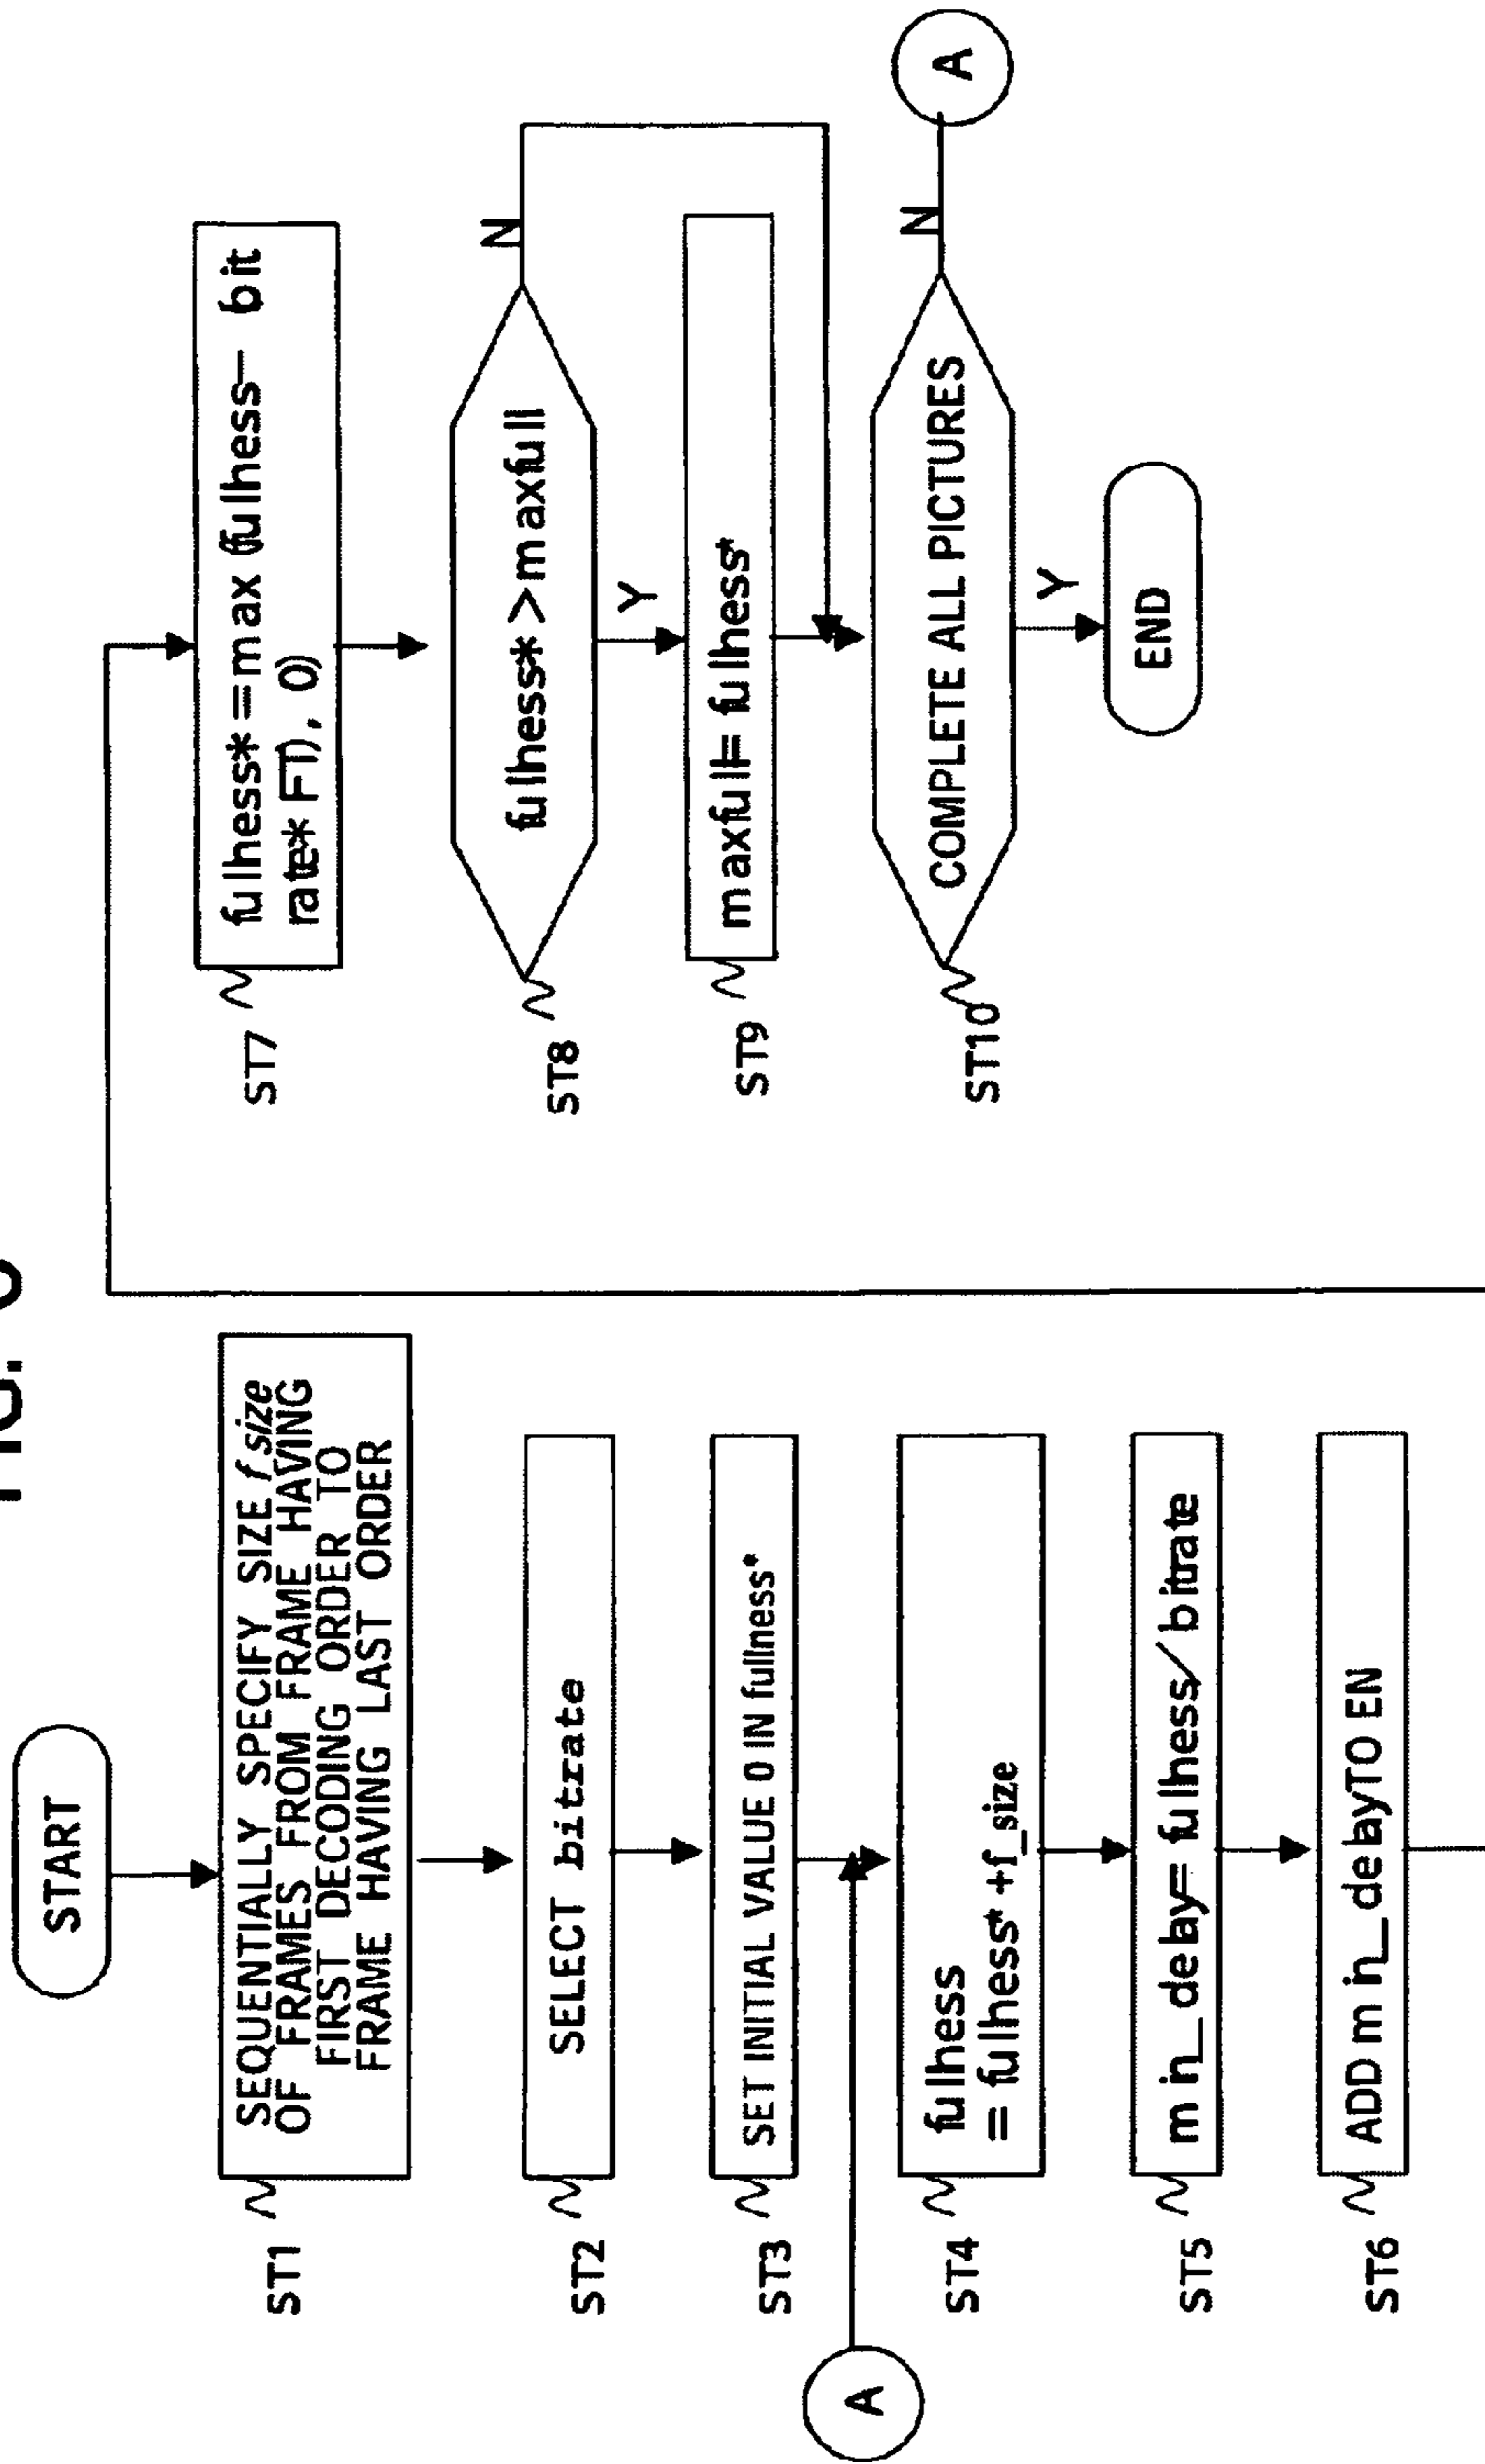 START
ST1
SEQUENTIALLY SPECIFY SIZE f size
OF FRAMES FROM FRAME HAVING
FIRST DECODING ORDER TO
FRAME HAVING LAST ORDER
ST2
SELECT bitrate
ST3
SET INITIAL VALUE 0 IN fullness*
A
ST4
fullness
= fullness* +f_size
ST5
min_delay= fullness/ bitrate
ST6
ADD min_delay TO EN
ST7
fullness*=max (fullness− (bit
rate* FT), 0)
ST8
fullness*>maxfull
N
Y
ST9
maxfull= fullness*
ST10
COMPLETE ALL PICTURES
N
A
Y
END